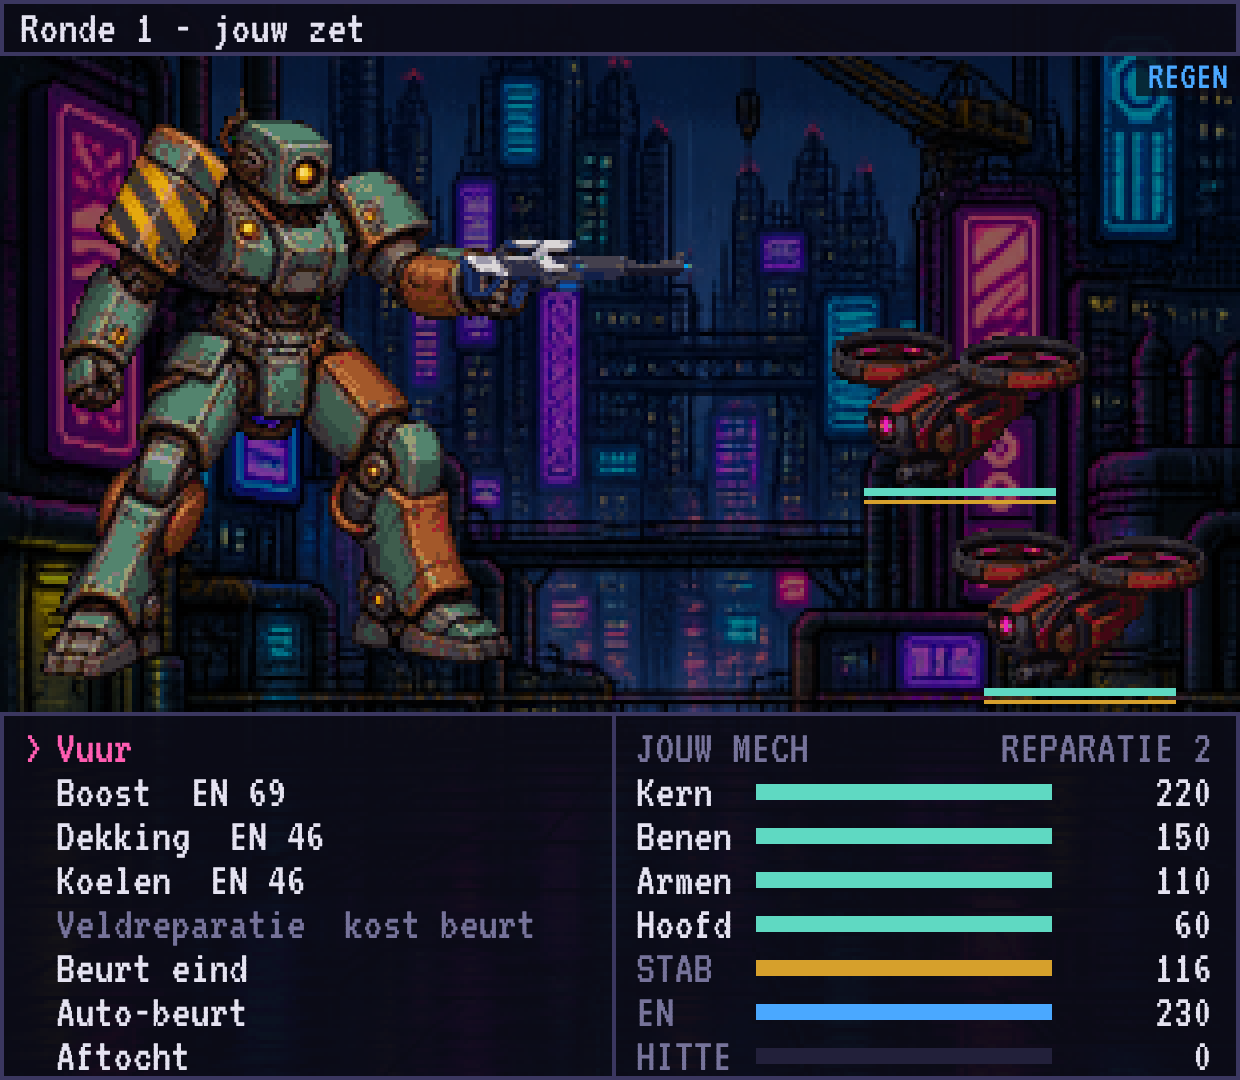 Ronde 1 - jouw zet
REGEN
> Vuur
Boost EN 69
Dekking EN 46
Koelen EN 46
Veldreparatie kost beurt
Beurt eind
Auto-beurt
Aftocht
JOUW MECH REPARATIE 2
Kern 220
Benen 150
Armen 110
Hoofd 60
STAB 116
EN 230
HITTE 0